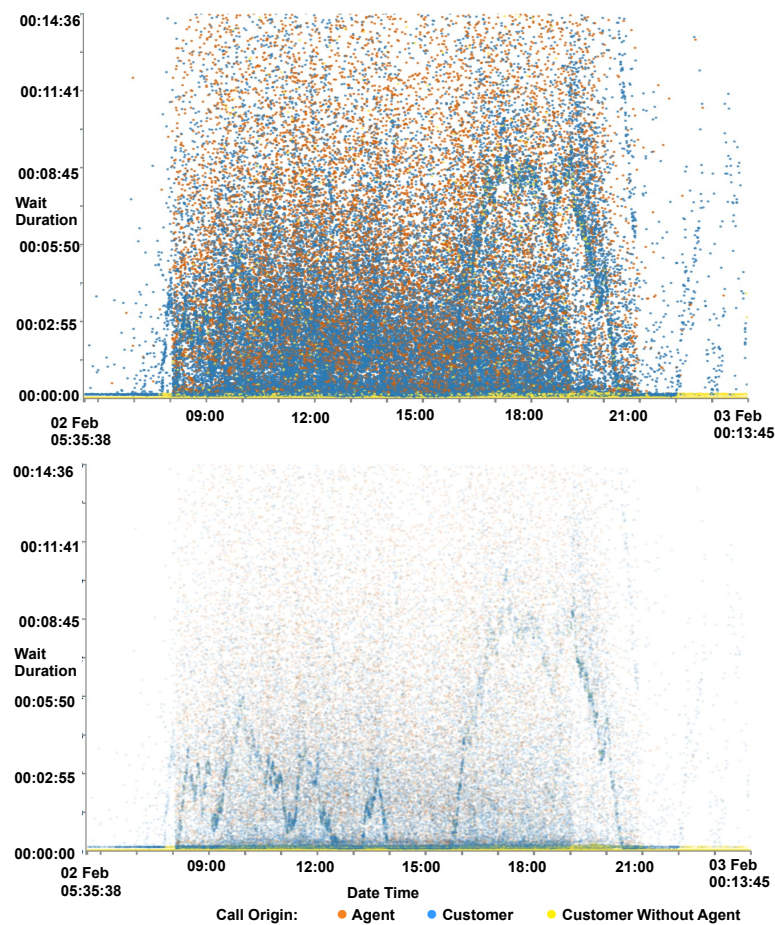 00:14:36
00:11:41
00:08:45
Wait
Duration
00:05:50
00:02:55
00:00:00
02 Feb
05:35:38
09:00
12:00
15:00
18:00
21:00
03 Feb
00:13:45
00:14:36
00:11:41
00:08:45
Wait
Duration
00:05:50
00:02:55
00:00:00
02 Feb
05:35:38
09:00
12:00
15:00
18:00
21:00
03 Feb
00:13:45
Date Time
Call Origin: Agent Customer Customer Without Agent